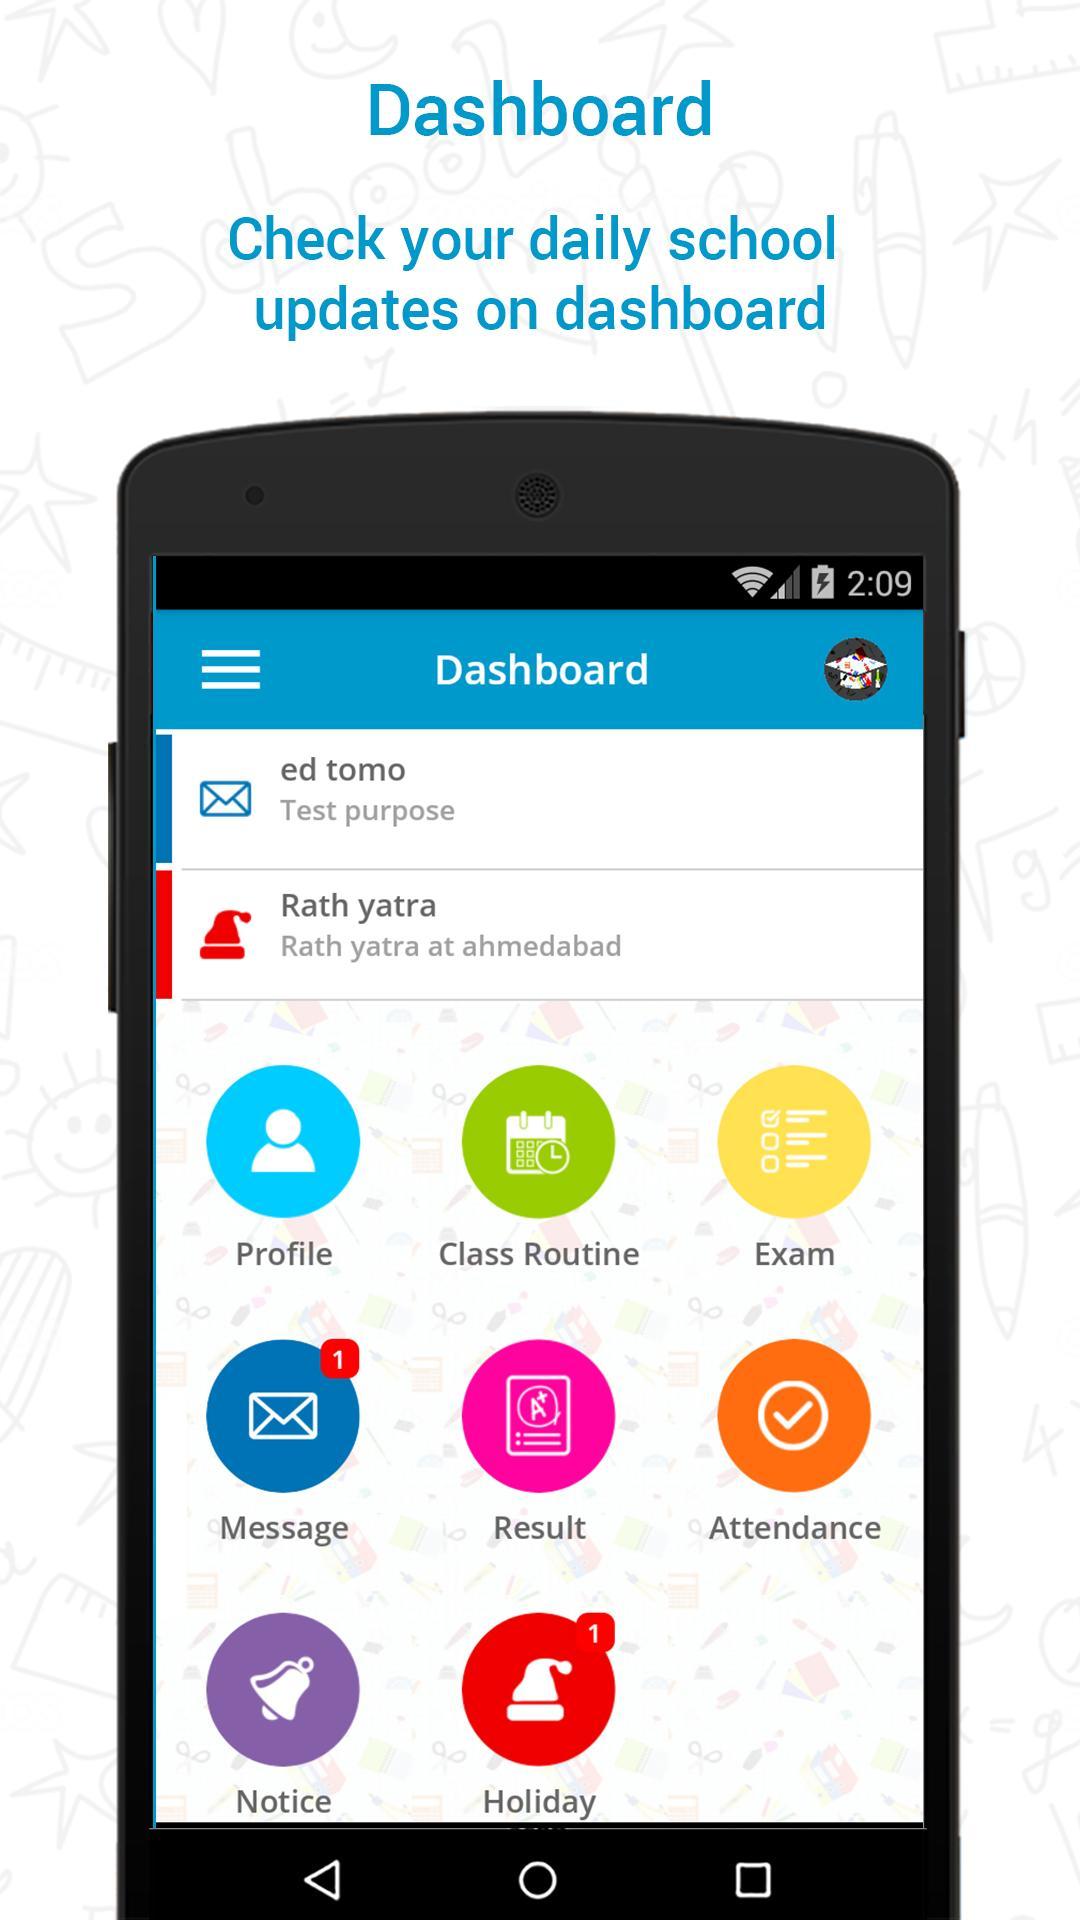 Dashboard
Check your daily school
updates on dashboard
2:09
Dashboard
ed tomo
Test purpose
Rath yatra
Rath yatra at ahmedabad
Profile
Class Routine
Exam
1
A+
Message
Result
Attendance
1
Notice
Holiday